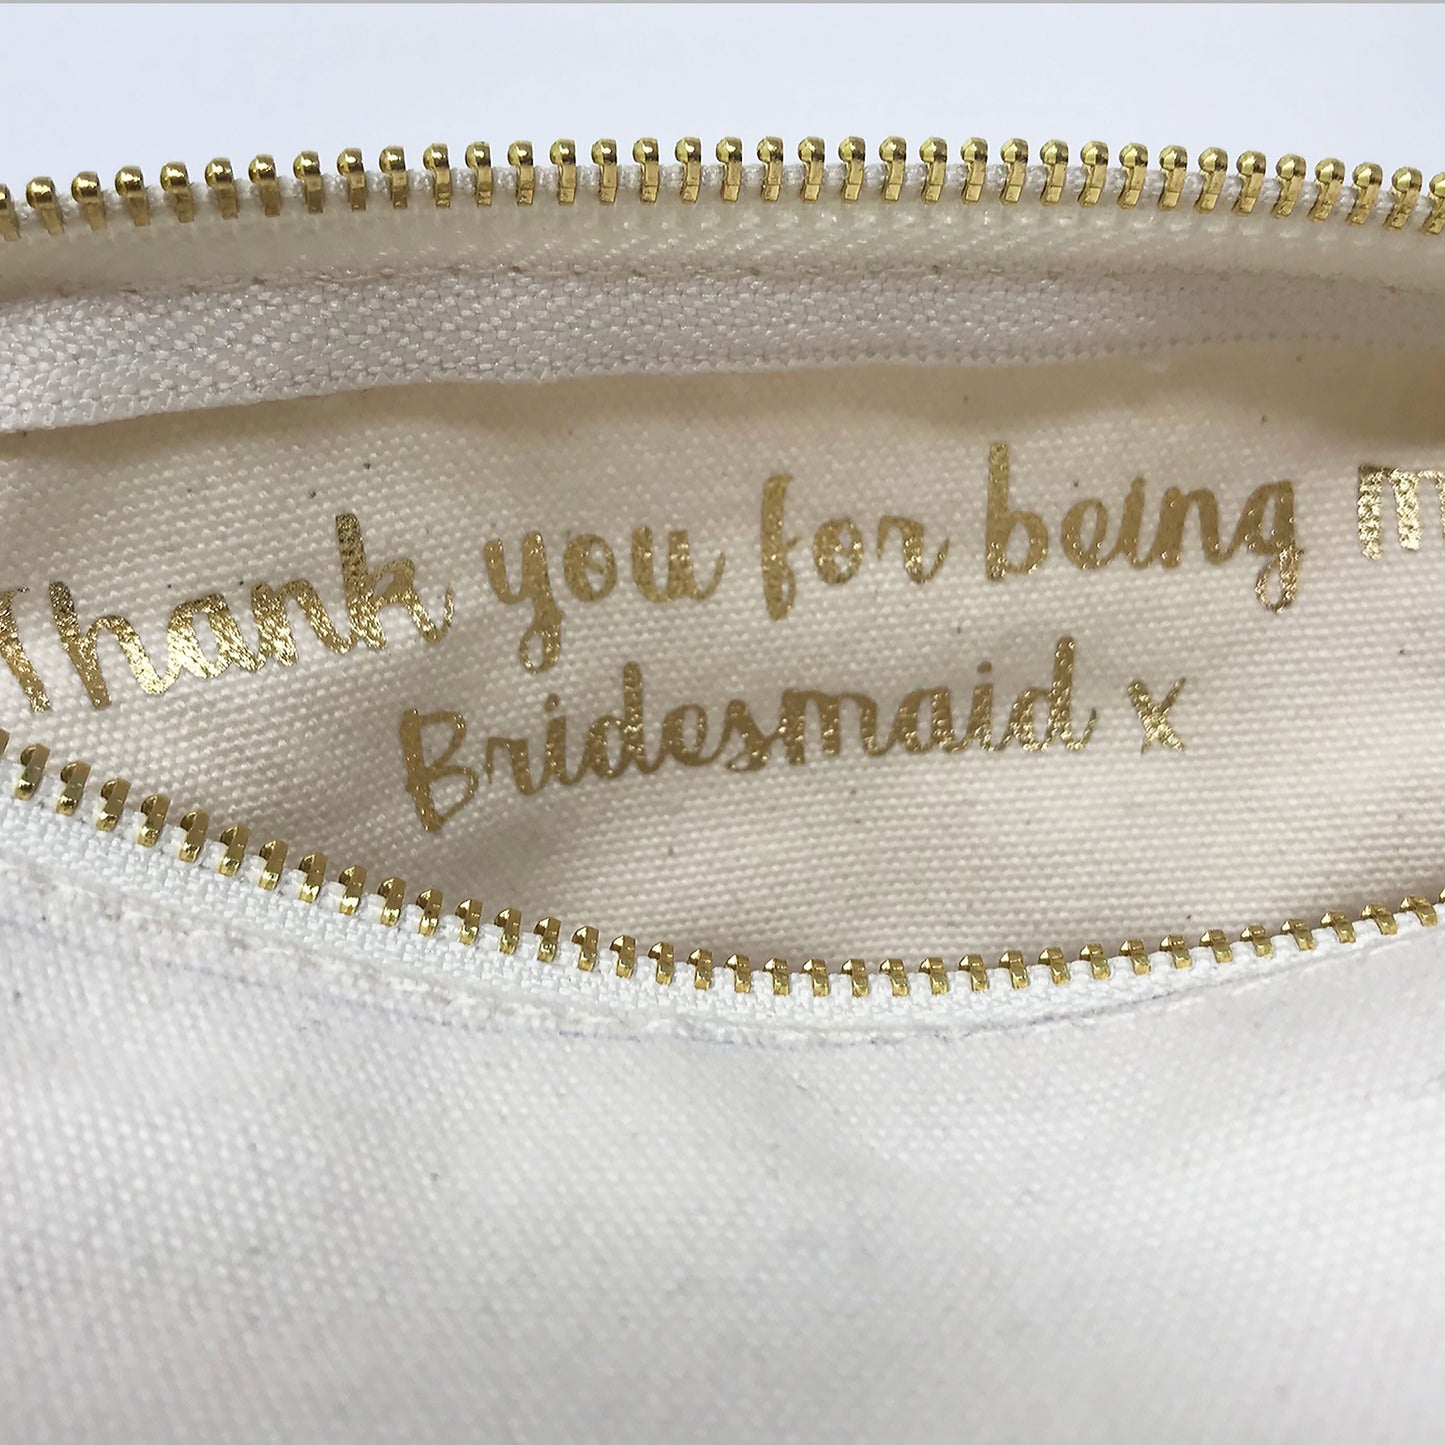 Thank you for being m
Bridesmaid x